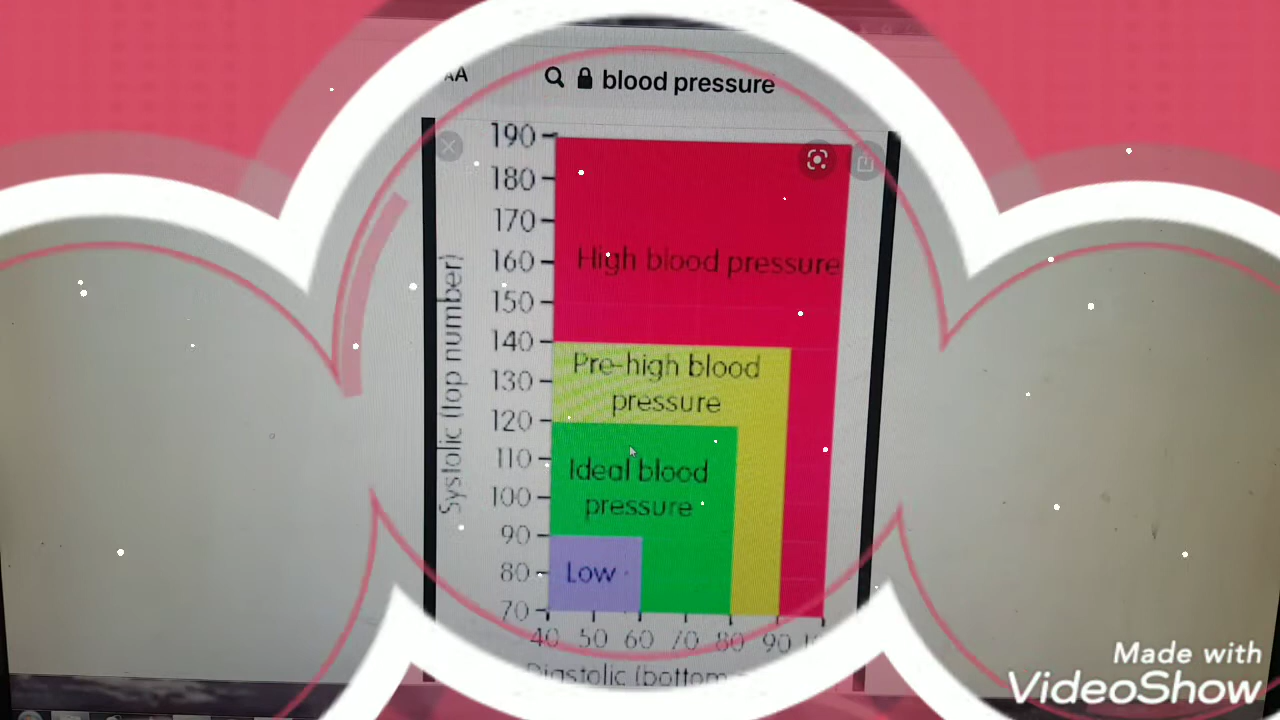 AA
blood pressure
190
180
170
160
150
140
130
120
110
100
90
80
70
Systolic (top number)
High blood pressure
Pre-high blood
pressure
Ideal blood
pressure
Low
40 50 60 70 80 90
Diastolic (bottom
Made with
VideoShow